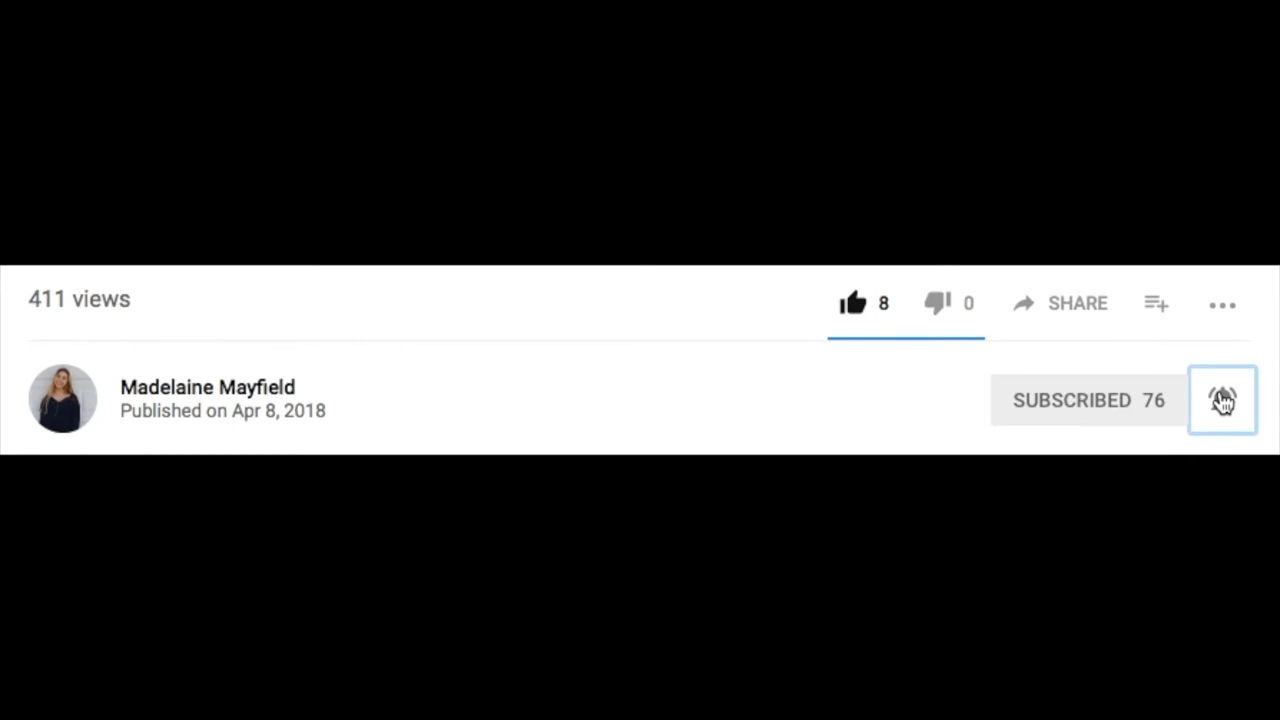 411 views
8
0
SHARE
Madelaine Mayfield
Published on Apr 8, 2018
SUBSCRIBED 76